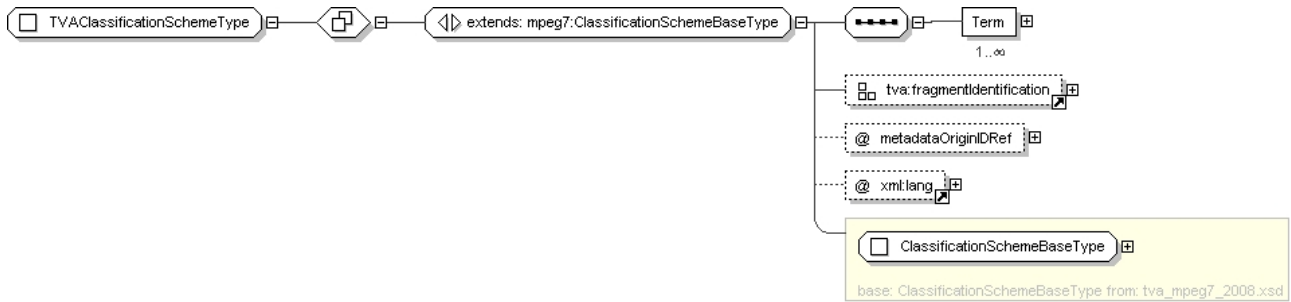 TVAClassificationSchemeType
extends: mpeg7:ClassificationSchemeBaseType
Term
1..∞
tva:fragmentIdentification
@ metadataOriginIDRef
@ xml:lang
ClassificationSchemeBaseType
base: ClassificationSchemeBaseType from: tva_mpeg7_2008.xsd